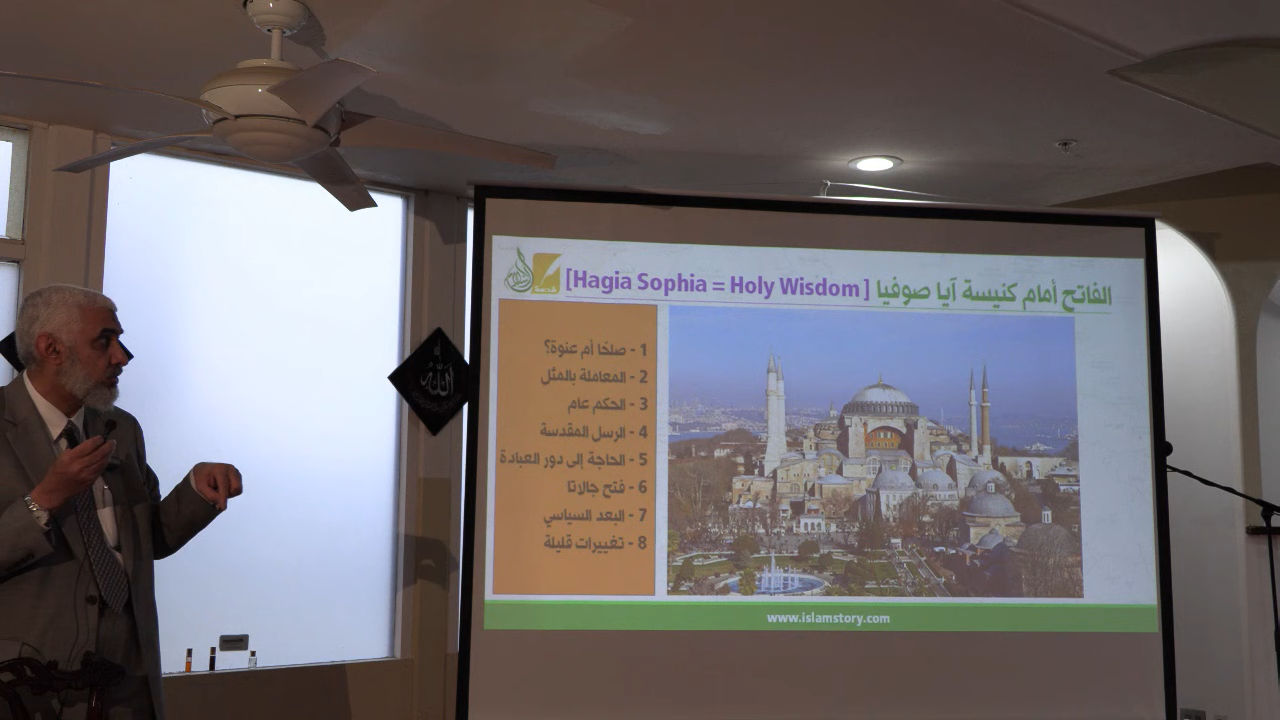 الفاتح أمام كنيسة آيا صوفيا [Hagia Sophia = Holy Wisdom]
1 - صلحًا أم عنوة؟
2 - المعاملة بالمثل
3 - الحكم عام
4 - الرسل المقدسة
5 - الحاجة إلى دور العبادة
6 - فتح جالاتا
7 - البعد السياسي
8 - تغييرات قليلة
www.islamstory.com
الله